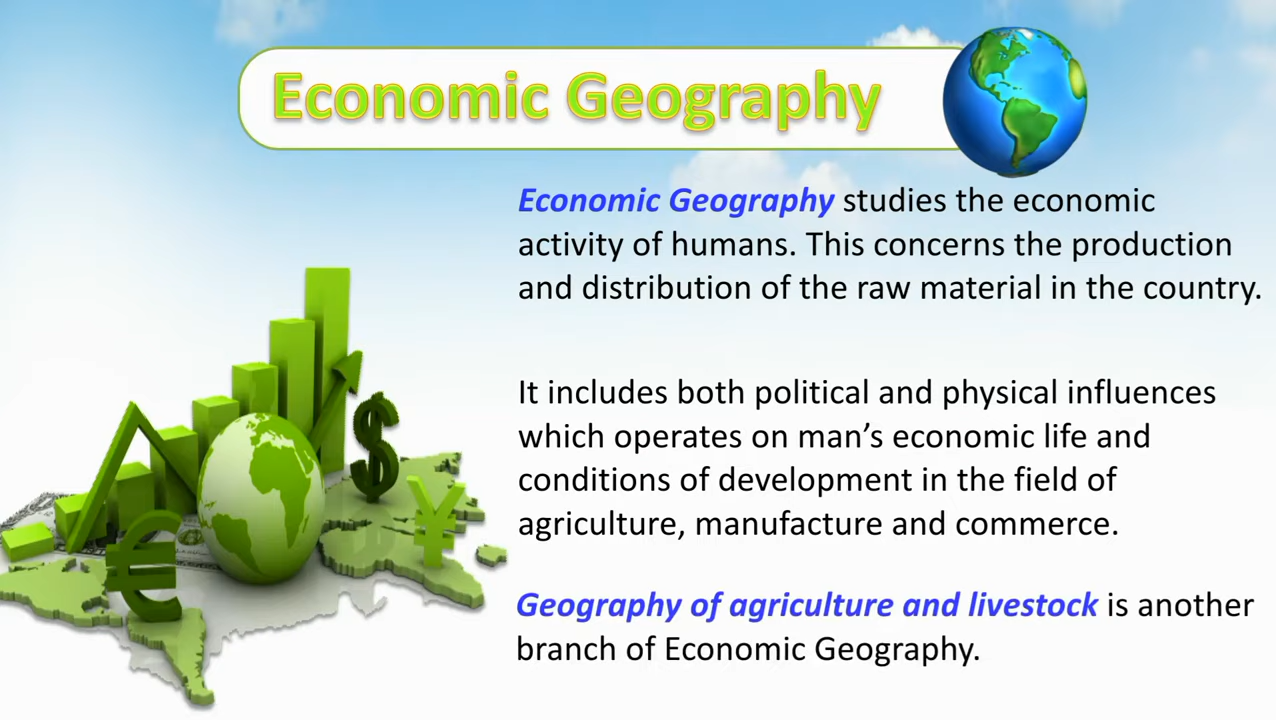 Economic Geography
Economic Geography studies the economic
activity of humans. This concerns the production
and distribution of the raw material in the country.
It includes both political and physical influences
which operates on man’s economic life and
conditions of development in the field of
agriculture, manufacture and commerce.
Geography of agriculture and livestock is another
branch of Economic Geography.
$
¥
€